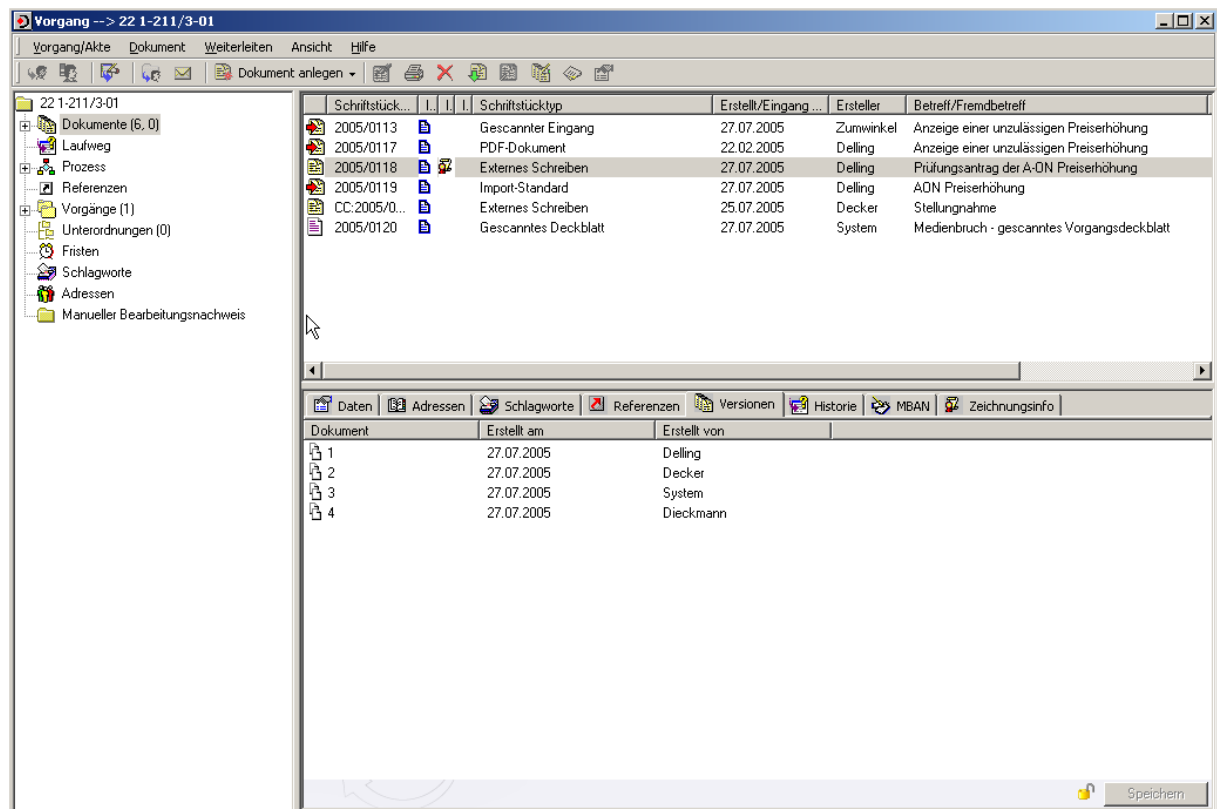 Vorgang --> 22 1-211/3-01
Vorgang/Akte Dokument Weiterleiten Ansicht Hilfe
Dokument anlegen
22 1-211/3-01
Dokumente (6, 0)
Laufweg
Prozess
Referenzen
Vorgänge (1)
Unterordnungen (0)
Fristen
Schlagworte
Adressen
Manueller Bearbeitungsnachweis
Schriftstück... I.. I.. I. Schriftstücktyp Erstellt/Eingang ... Ersteller Betreff/Fremdbetreff
2005/0113 Gescannter Eingang 27.07.2005 Zumwinkel Anzeige einer unzulässigen Preiserhöhung
2005/0117 PDF-Dokument 22.02.2005 Delling Anzeige einer unzulässigen Preiserhöhung
2005/0118 Externes Schreiben 27.07.2005 Delling Prüfungsantrag der A-ON Preiserhöhung
2005/0119 Import-Standard 27.07.2005 Delling AON Preiserhöhung
CC:2005/0... Externes Schreiben 25.07.2005 Decker Stellungnahme
2005/0120 Gescanntes Deckblatt 27.07.2005 System Medienbruch - gescanntes Vorgangsdeckblatt
Daten Adressen Schlagworte Referenzen Versionen Historie MBAN Zeichnungsinfo
Dokument Erstellt am Erstellt von
1 27.07.2005 Delling
2 27.07.2005 Decker
3 27.07.2005 System
4 27.07.2005 Dieckmann
Speichern